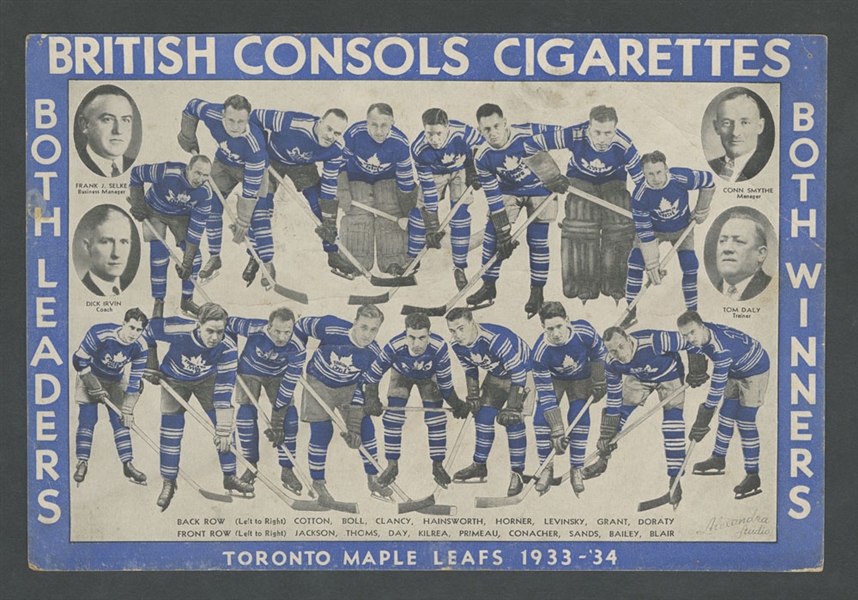 BRITISH CONSOLS CIGARETTES
BOTH LEADERS
BOTH WINNERS
FRANK J. SELKE
Business Manager
CONN SMYTHE
Manager
DICK IRVIN
Coach
TOM DALY
Trainer
BACK ROW (Left to Right) COTTON, BOLL, CLANCY, HAINSWORTH, HORNER, LEVINSKY, GRANT, DORATY
FRONT ROW (Left to Right) JACKSON, THOMS, DAY, KILREA, PRIMEAU, CONACHER, SANDS, BAILEY, BLAIR
Alexandra
Studio
TORONTO MAPLE LEAFS 1933-'34